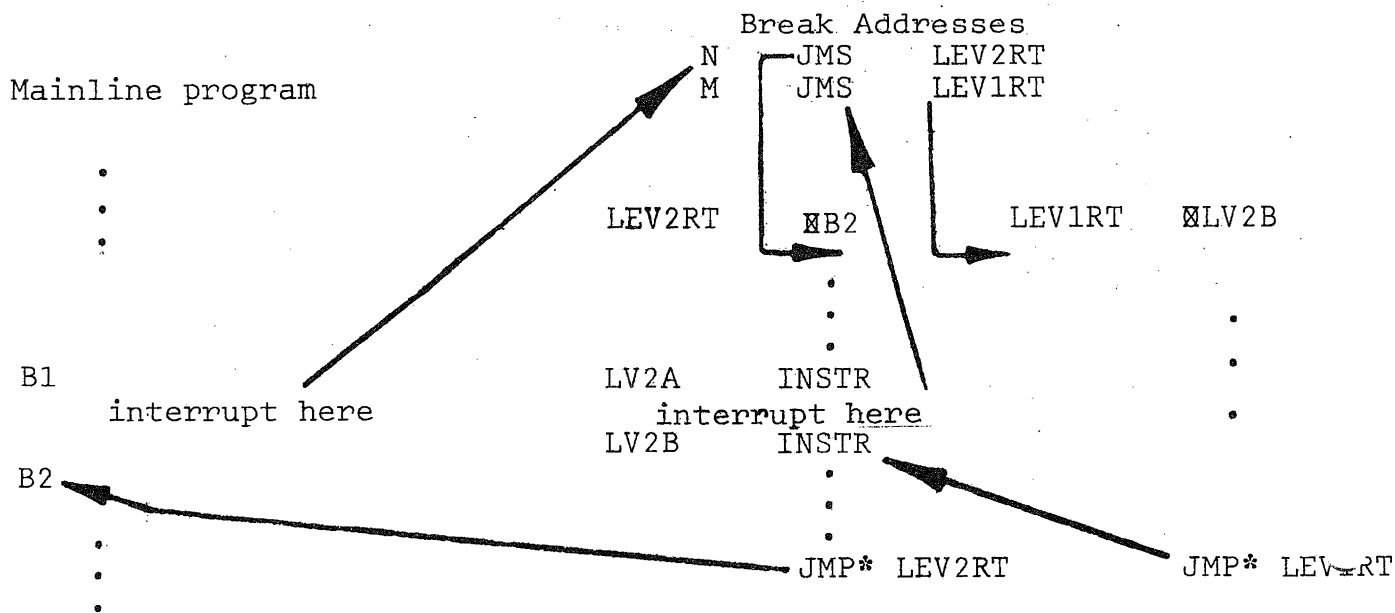 Break Addresses
N JMS LEV2RT
Mainline program M JMS LEV1RT
LEV2RT ⊠B2 LEV1RT ⊠LV2B
B1 LV2A INSTR
interrupt here interrupt here
LV2B INSTR
B2
JMP* LEV2RT JMP*